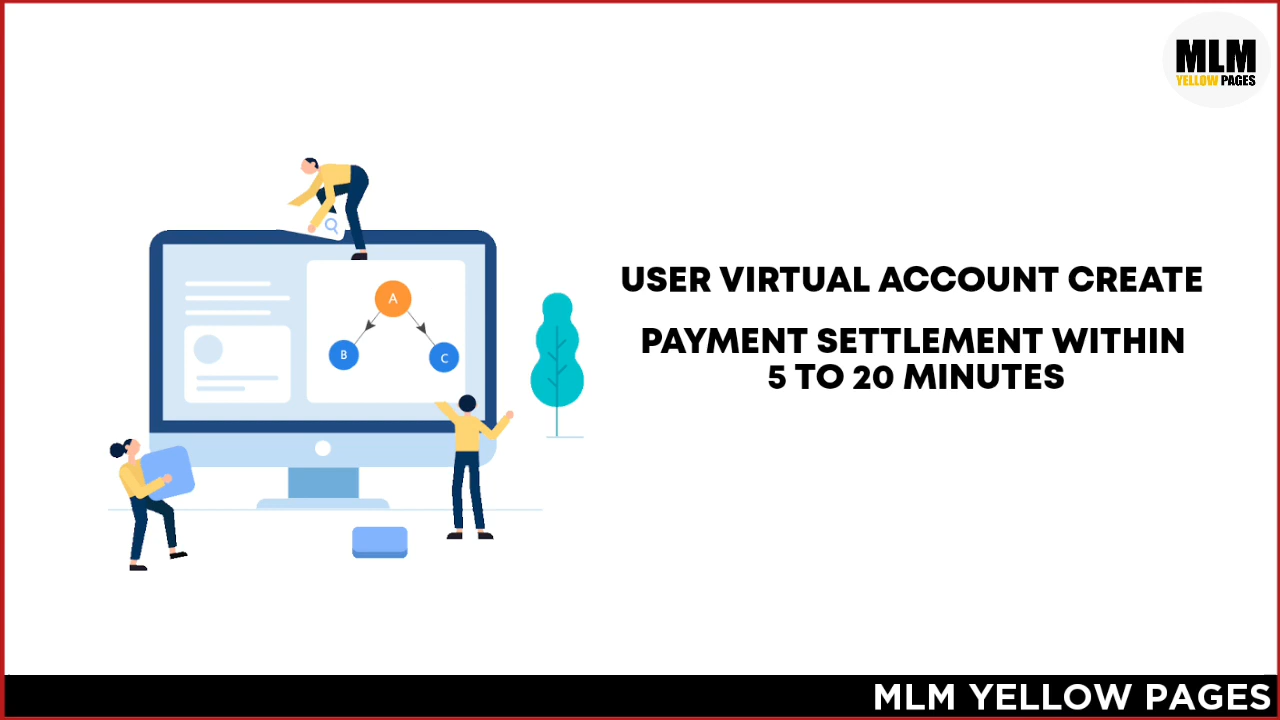 MLM
YELLOW PAGES
A
B
C
USER VIRTUAL ACCOUNT CREATE
PAYMENT SETTLEMENT WITHIN
5 TO 20 MINUTES
MLM YELLOW PAGES